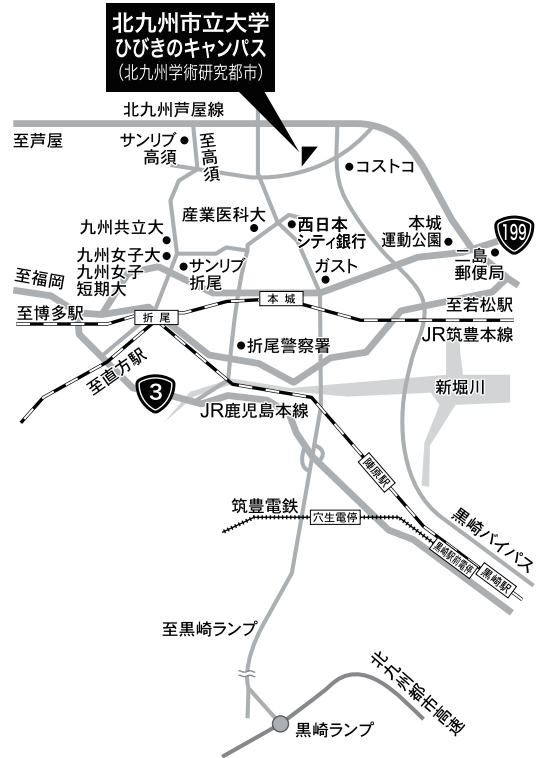 北九州市立大学
ひびきのキャンパス
（北九州学術研究都市）
北九州芦屋線
至芦屋
サンリブ
高須
至高須
コストコ
産業医科大
九州共立大
九州女子大
九州女子
短期大
サンリブ
折尾
西日本
シティ銀行
本城
運動公園
199
二島
郵便局
ガスト
至福岡
至博多駅
折尾
本城
至若松駅
JR筑豊本線
折尾警察署
至直方駅
3
新堀川
JR鹿児島本線
陣原駅
筑豊電鉄
穴生電停
黒崎バイパス
黒崎駅前電停
黒崎駅
至黒崎ランプ
北九州都市高速
黒崎ランプ